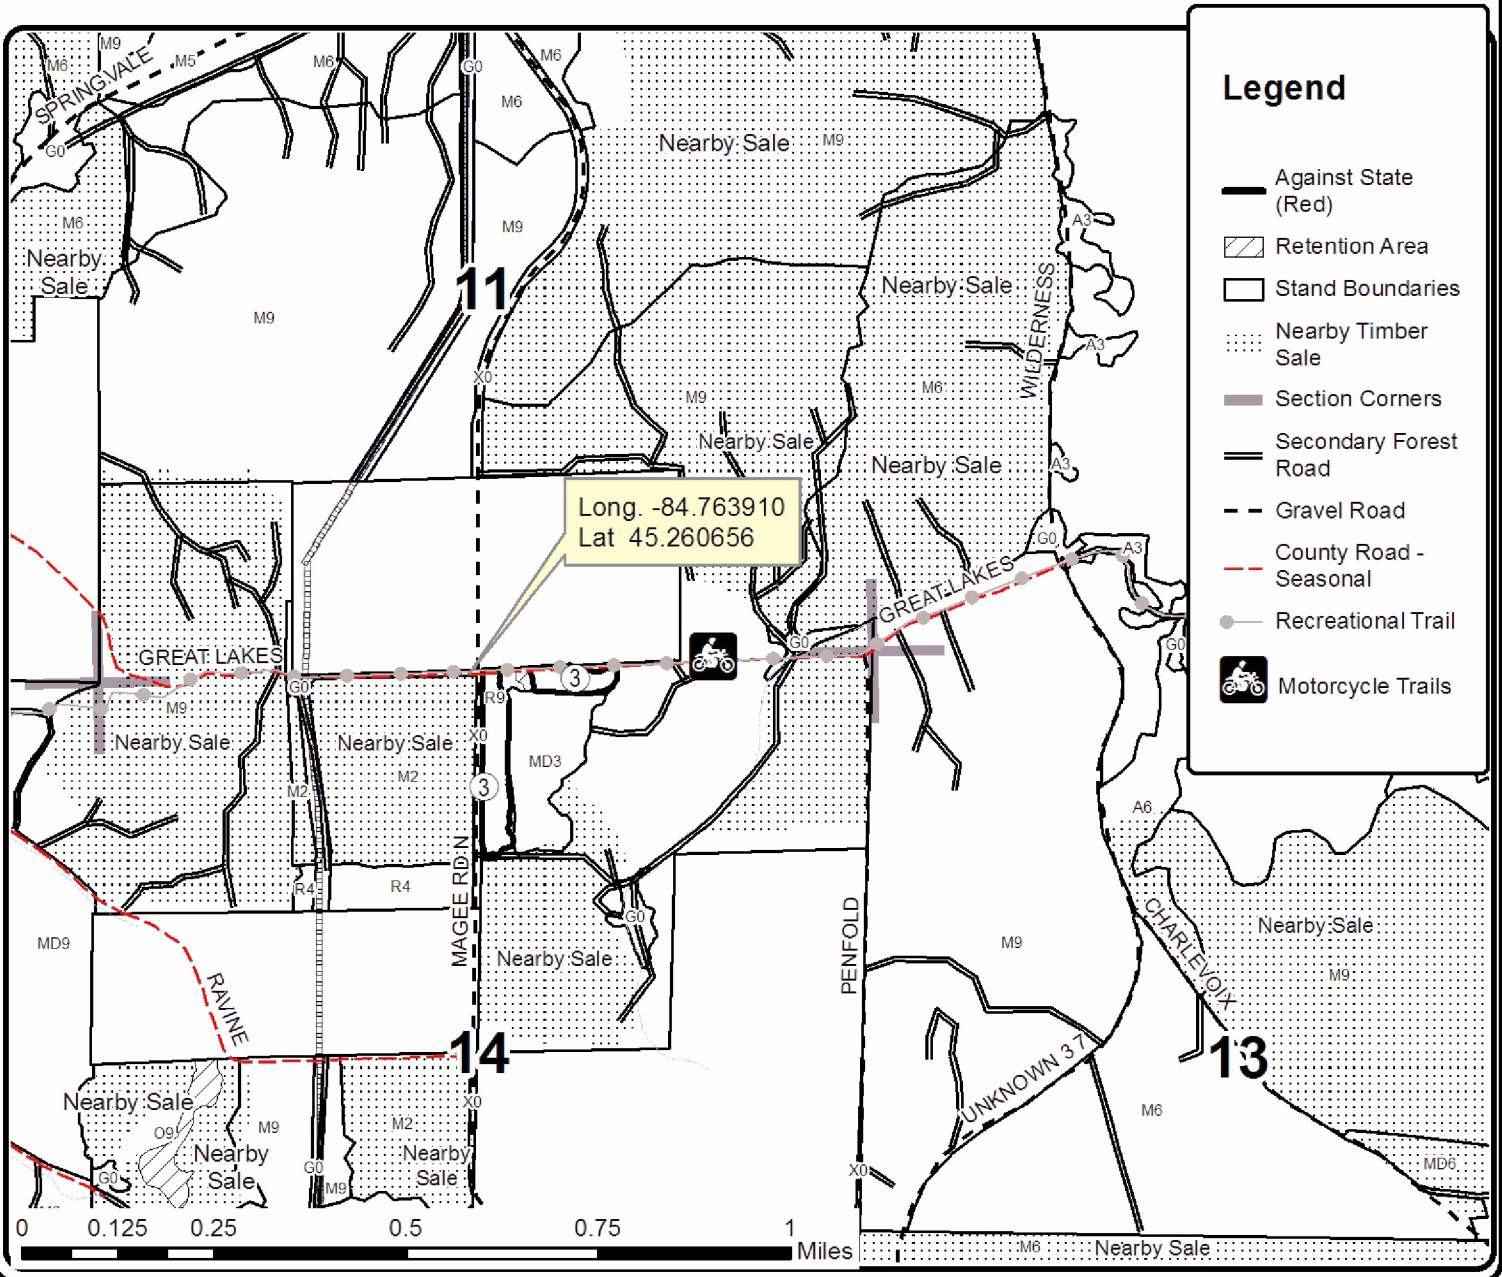 Legend
Against State
(Red)
Retention Area
Stand Boundaries
Nearby Timber
Sale
Section Corners
Secondary Forest
Road
Gravel Road
County Road -
Seasonal
Recreational Trail
Motorcycle Trails
M9
M6
SPRINGVALE
M5
M6
G0
M6
M6
G0
M6
Nearby
Sale
M9
M9
11
Nearby Sale
M9
A3
Nearby Sale
WILDERNESS
A3
X0
M9
M6
Nearby Sale
Nearby Sale
A3
Long. -84.763910
Lat 45.260656
G0
A3
GREAT LAKES
G0
G0
GREAT LAKES
G0
3
R9
M9
Nearby Sale
Nearby Sale
X0
MD3
M2
M2
3
A6
R4
R4
MAGEE RD N
G0
MD9
Nearby Sale
PENFOLD
M9
CHARLEVOIX
Nearby Sale
M9
RAVINE
14
13
UNKNOWN 37
Nearby Sale
O9
M9
M2
X0
M6
Nearby
Sale
Nearby
Sale
G0
G0
M9
X0
MD6
M6
Nearby Sale
0
0.125
0.25
0.5
0.75
1
Miles